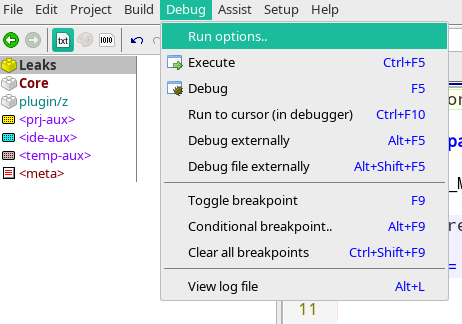 File Edit Project Build Debug Assist Setup Help
txt
Run options..
Leaks
Execute Ctrl+F5
Core
Debug F5
plugin/z
Run to cursor (in debugger) Ctrl+F10
<prj-aux>
<ide-aux>
Debug externally Alt+F5
<temp-aux>
Debug file externally Alt+Shift+F5
<meta>
Toggle breakpoint F9
Conditional breakpoint.. Alt+F9
Clear all breakpoints Ctrl+Shift+F9
View log file Alt+L
11